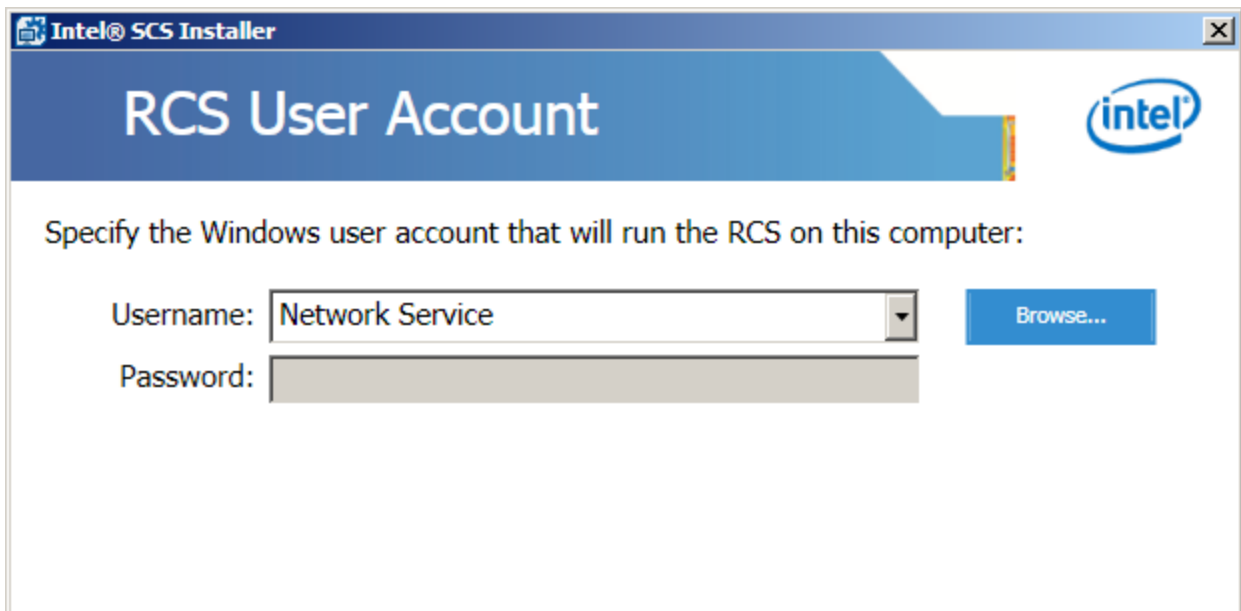 Intel® SCS Installer
RCS User Account
intel®
Specify the Windows user account that will run the RCS on this computer:
Username: Network Service Browse...
Password: